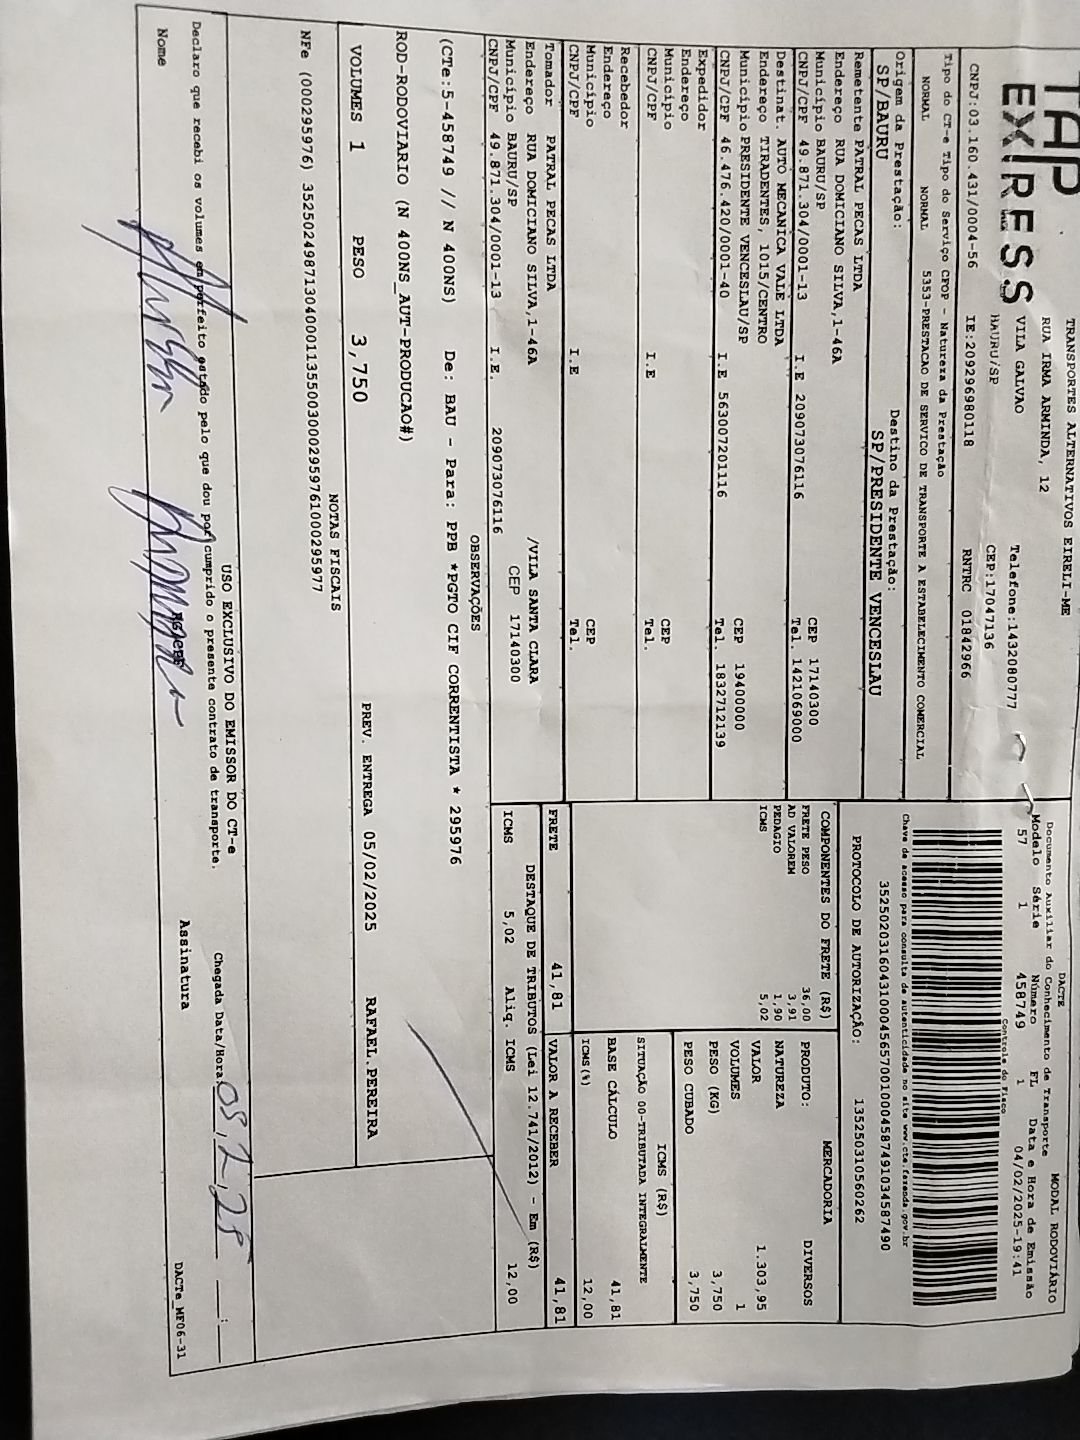 TAP
EXPRESS
TRANSPORTES ALTERNATIVOS EIRELI-ME
RUA IRMA ARMINDA, 12
VILA GALVAO Telefone:1432080777
BAURU/SP CEP:17047136
CNPJ:03.160.431/0004-56 IE:209296980118 RNTRC 01842966
DACTE MODAL RODOVIÁRIO
Documento Auxiliar do Conhecimento de Transporte
Modelo Série Número FL Data e Hora de Emissão
57 1 458749 1 04/02/2025-19:41
Controle do Fisco
Chave de acesso para consulta de autenticidade no site www.cte.fazenda.gov.br
35250203160431000456570010004587491034587490
PROTOCOLO DE AUTORIZAÇÃO: 135250310560262
Tipo do CT-e Tipo do Serviço CFOP - Natureza da Prestação
NORMAL NORMAL 5353-PRESTACAO DE SERVICO DE TRANSPORTE A ESTABELECIMENTO COMERCIAL
Origem da Prestação: Destino da Prestação:
SP/BAURU SP/PRESIDENTE VENCESLAU
Remetente PATRAL PECAS LTDA
Endereço RUA DOMICIANO SILVA,1-46A
Município BAURU/SP CEP 17140300
CNPJ/CPF 49.871.304/0001-13 I.E 209073076116 Tel. 1421069000
Destinat. AUTO MECANICA VALE LTDA
Endereço TIRADENTES, 1015/CENTRO
Município PRESIDENTE VENCESLAU/SP CEP 19400000
CNPJ/CPF 46.476.420/0001-40 I.E 563007201116 Tel. 1832712139
Expedidor
Endereço
Município CEP
CNPJ/CPF I.E Tel.
Recebedor
Endereço
Município CEP
CNPJ/CPF I.E Tel.
Tomador PATRAL PECAS LTDA
Endereço RUA DOMICIANO SILVA,1-46A /VILA SANTA CLARA
Município BAURU/SP CEP 17140300
CNPJ/CPF 49.871.304/0001-13 I.E. 209073076116
COMPONENTES DO FRETE (R$)
FRETE PESO 36,00
AD VALOREM 3,91
PEDAGIO 1,90
ICMS 5,02
MERCADORIA
PRODUTO: DIVERSOS
NATUREZA
VALOR 1.303,95
VOLUMES 1
PESO (KG) 3,750
PESO CUBADO 3,750
ICMS (R$)
SITUAÇÃO 00-TRIBUTADA INTEGRALMENTE
BASE CÁLCULO 41,81
ICMS(%) 12,00
FRETE 41,81 VALOR A RECEBER 41,81
DESTAQUE DE TRIBUTOS (Lei 12.741/2012) - Em (R$)
ICMS 5,02 Aliq. ICMS 12,00
OBSERVAÇÕES
(CTe:5-458749 // N 400NS) De: BAU - Para: PPB *PGTO CIF CORRENTISTA * 295976
ROD-RODOVIARIO (N 400NS_AUT-PRODUCAO#)
VOLUMES 1 PESO 3,750 PREV. ENTREGA 05/02/2025 RAFAEL.PEREIRA
NOTAS FISCAIS
NFe (000295976) 35250249871304000113550030002959761000295977
USO EXCLUSIVO DO EMISSOR DO CT-e
Declaro que recebi os volumes em perfeito estado pelo que dou por cumprido o presente contrato de transporte.
Chegada Data/Hora: 05,2,25 __:__
Nome RG/CPF Assinatura
DACTe_MF06-31